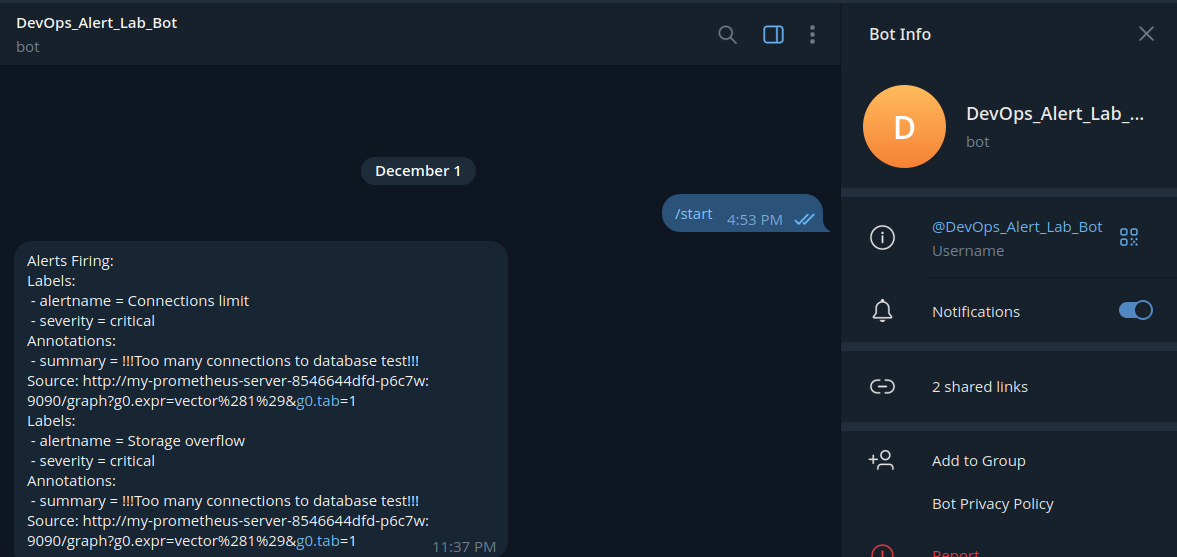 DevOps_Alert_Lab_Bot
bot
December 1
/start 4:53 PM
Alerts Firing:
Labels:
- alertname = Connections limit
- severity = critical
Annotations:
- summary = !!!Too many connections to database test!!!
Source: http://my-prometheus-server-8546644dfd-p6c7w:
9090/graph?g0.expr=vector%281%29&g0.tab=1
Labels:
- alertname = Storage overflow
- severity = critical
Annotations:
- summary = !!!Too many connections to database test!!!
Source: http://my-prometheus-server-8546644dfd-p6c7w:
9090/graph?g0.expr=vector%281%29&g0.tab=1
11:37 PM
Bot Info
D
DevOps_Alert_Lab_...
bot
@DevOps_Alert_Lab_Bot
Username
Notifications
2 shared links
Add to Group
Bot Privacy Policy
Report